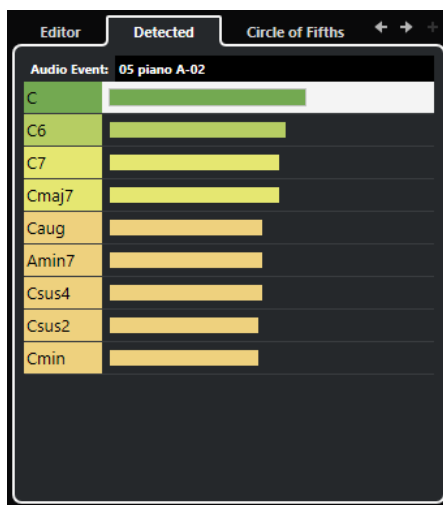 Editor Detected Circle of Fifths
Audio Event: 05 piano A-02
C
C6
C7
Cmaj7
Caug
Amin7
Csus4
Csus2
Cmin